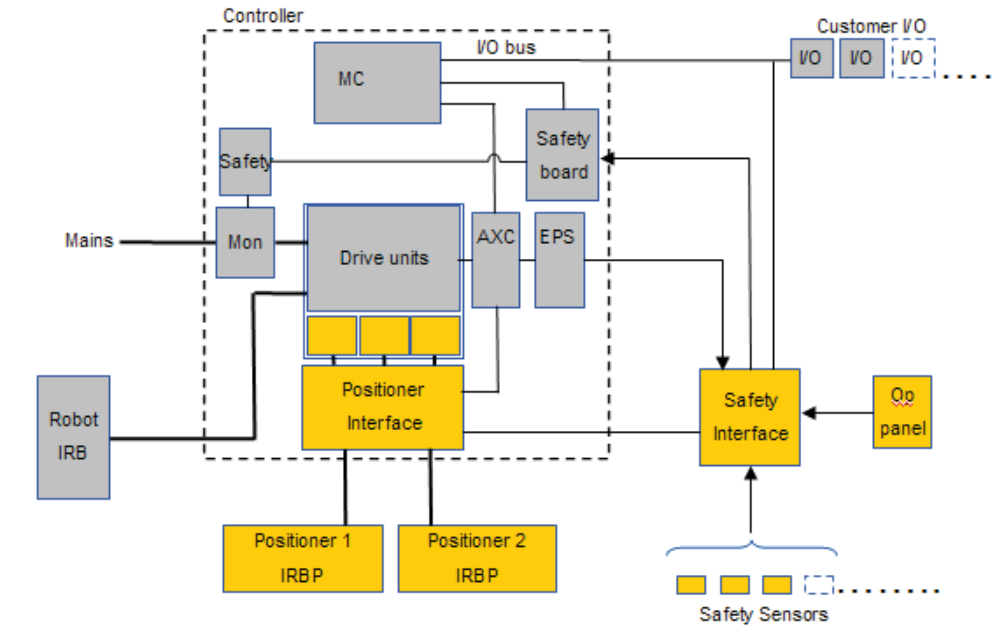 Controller
Customer I/O
I/O bus
I/O
I/O
I/O
MC
Safety
Safety
board
Mains
Mon
Drive units
AXC
EPS
Positioner
Interface
Robot
IRB
Safety
Interface
Op
panel
Positioner 1
IRBP
Positioner 2
IRBP
Safety Sensors